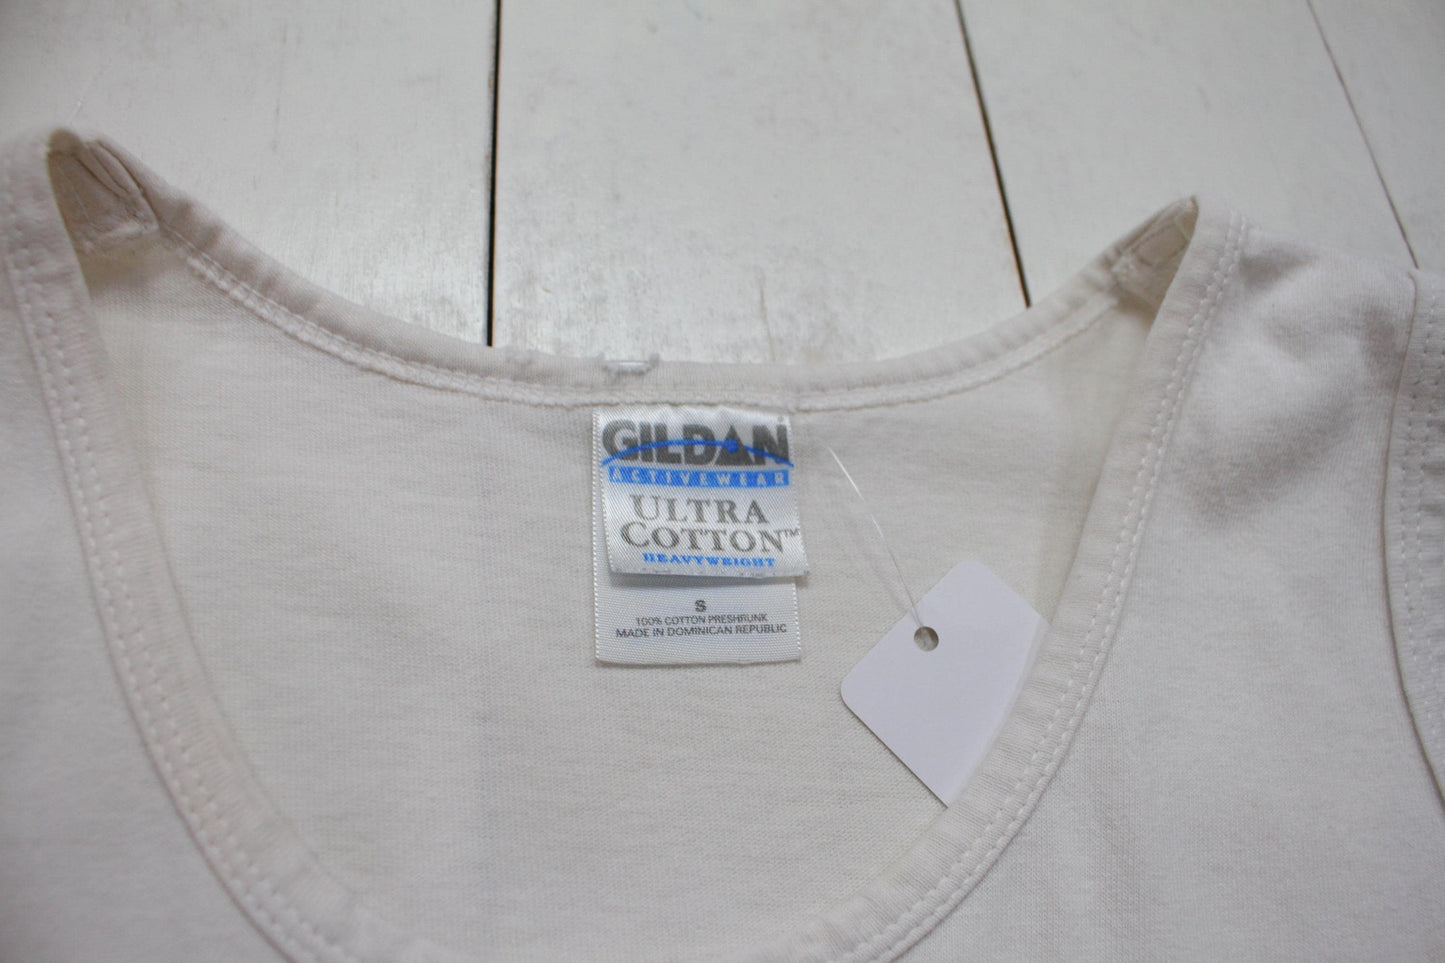 GILDAN®
ACTIVEWEAR
ULTRA
COTTON™
HEAVYWEIGHT
S
100% COTTON PRESHRUNK
MADE IN DOMINICAN REPUBLIC